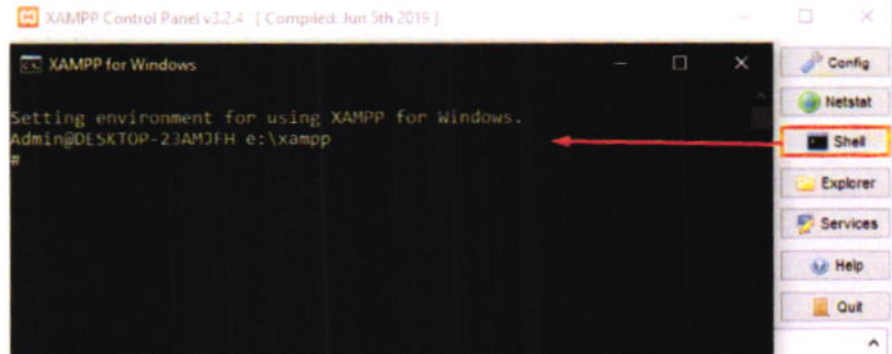 XAMPP Control Panel v3.2.4 [ Compiled: Jun 5th 2019 ]
XAMPP for Windows
Setting environment for using XAMPP for Windows.
Admin@DESKTOP-23AMJFH e:\xampp
#
Config
Netstat
Shell
Explorer
Services
Help
Quit